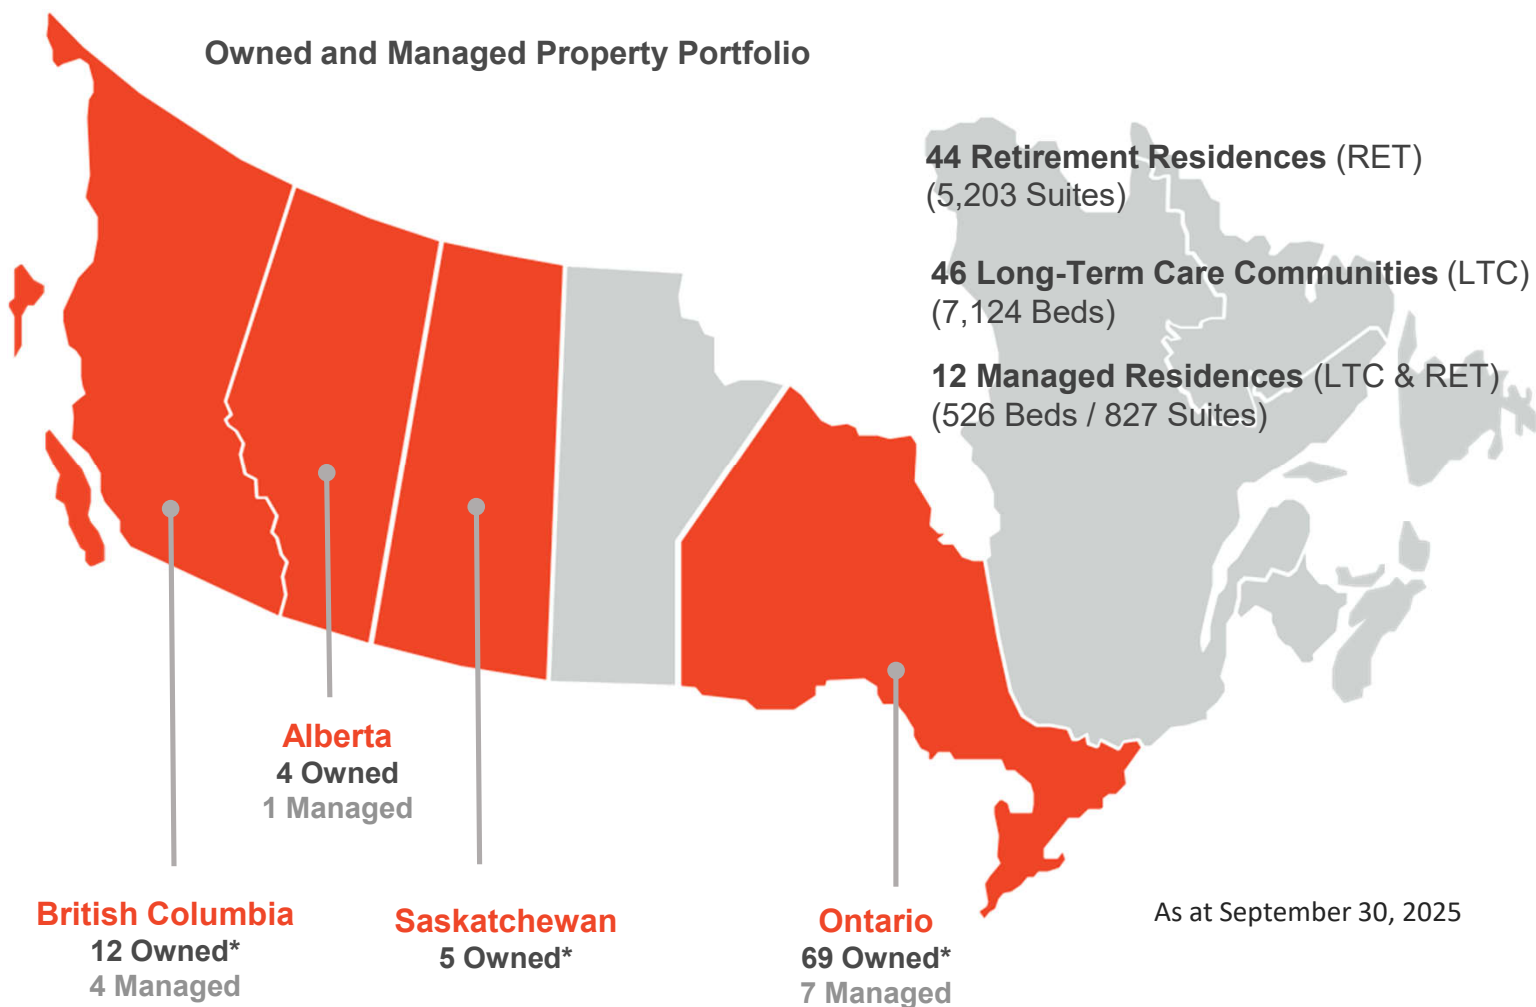 Owned and Managed Property Portfolio
44 Retirement Residences (RET)
(5,203 Suites)
46 Long-Term Care Communities (LTC)
(7,124 Beds)
12 Managed Residences (LTC & RET)
(526 Beds / 827 Suites)
Alberta
4 Owned
1 Managed
British Columbia
12 Owned*
4 Managed
Saskatchewan
5 Owned*
Ontario
69 Owned*
7 Managed
As at September 30, 2025